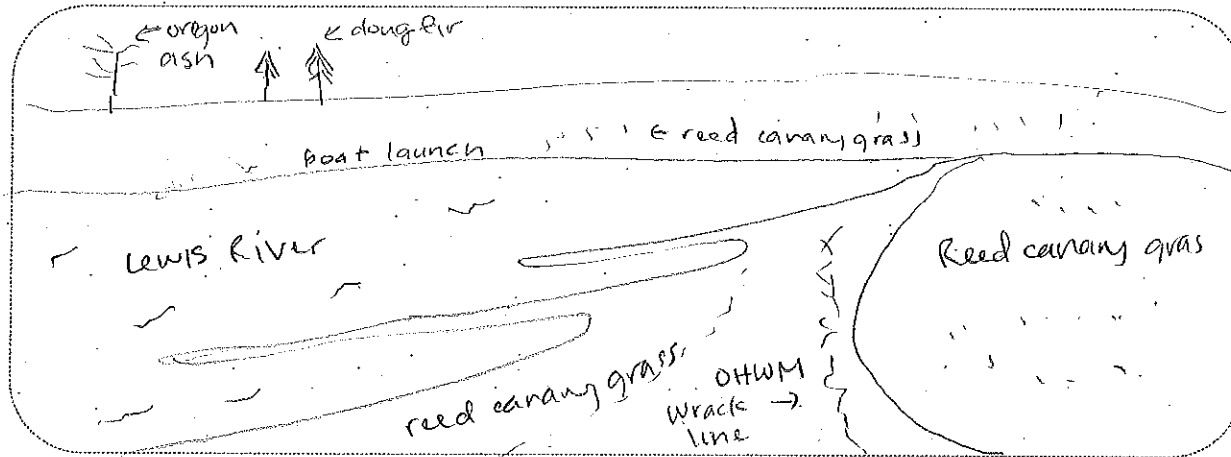 ← oregon
ash
← doug fir
Boat launch
← reed canary grass
Lewis River
Reed canary gras
reed canary grass
OHWM
Wrack →
line